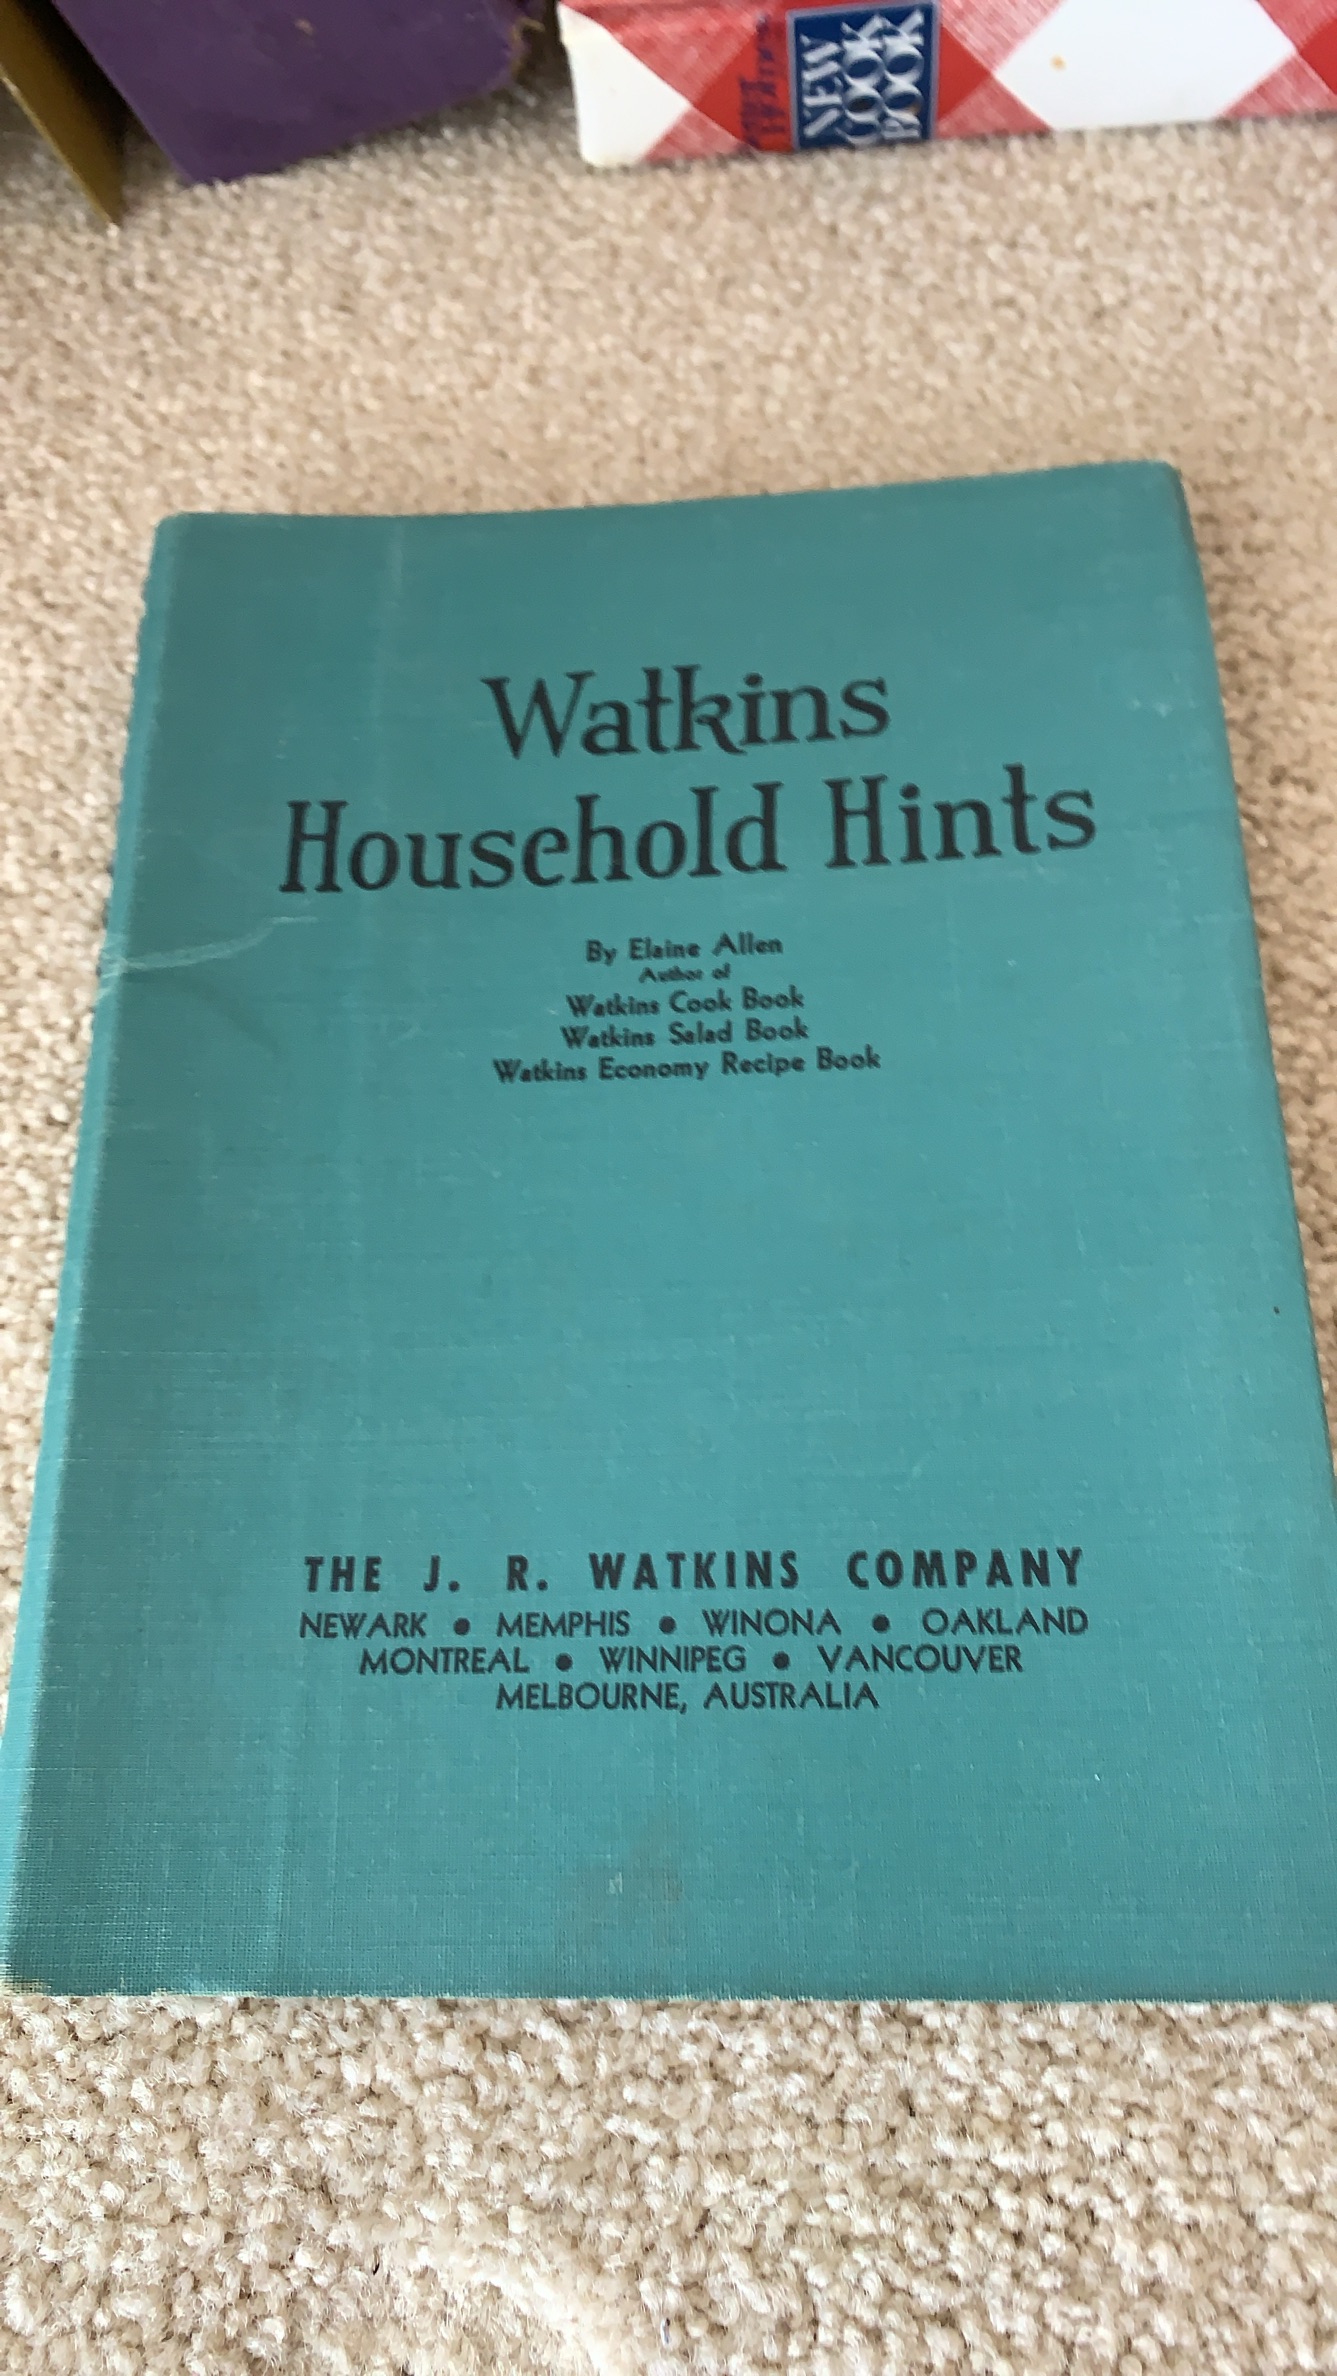 NEW
COOK
BOOK
Watkins
Household Hints
By Elaine Allen
Author of
Watkins Cook Book
Watkins Salad Book
Watkins Economy Recipe Book
THE J. R. WATKINS COMPANY
NEWARK • MEMPHIS • WINONA • OAKLAND
MONTREAL • WINNIPEG • VANCOUVER
MELBOURNE, AUSTRALIA